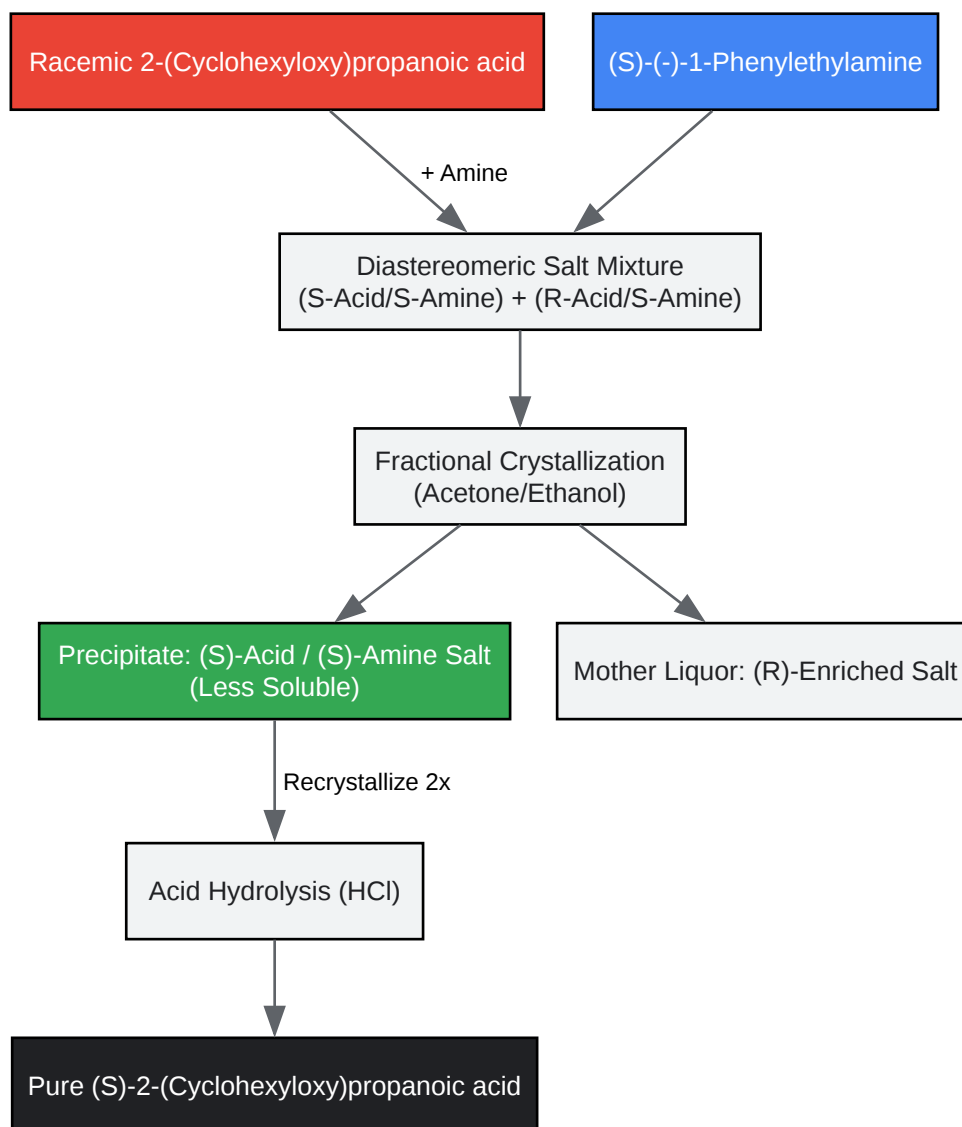 Racemic 2-(Cyclohexyloxy)propanoic acid
(S)-(-)-1-Phenylethylamine
+ Amine
Diastereomeric Salt Mixture
(S-Acid/S-Amine) + (R-Acid/S-Amine)
Fractional Crystallization
(Acetone/Ethanol)
Precipitate: (S)-Acid / (S)-Amine Salt
(Less Soluble)
Mother Liquor: (R)-Enriched Salt
Recrystallize 2x
Acid Hydrolysis (HCl)
Pure (S)-2-(Cyclohexyloxy)propanoic acid